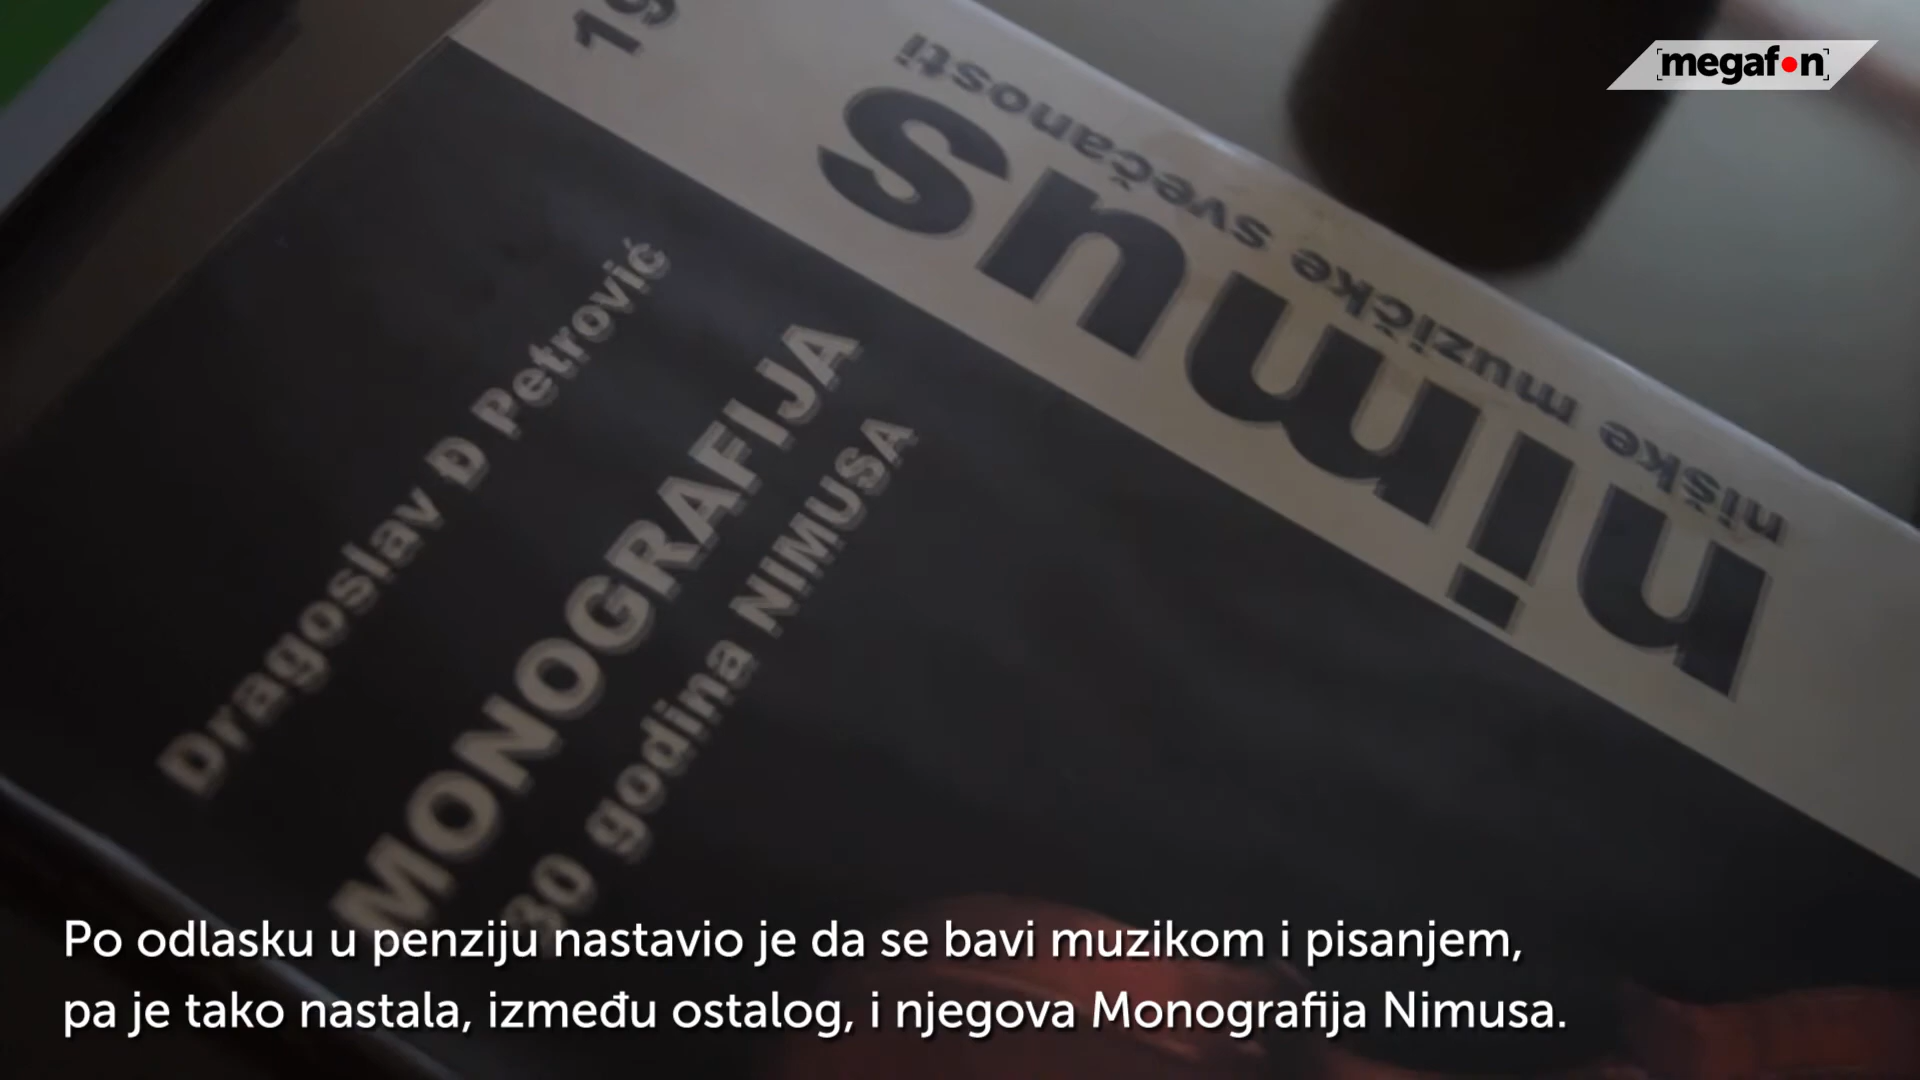 [megafon]
19
niške muzičke svečanosti
nimus
Dragoslav Đ Petrović
MONOGRAFIJA
30 godina NIMUSA
Po odlasku u penziju nastavio je da se bavi muzikom i pisanjem,
pa je tako nastala, između ostalog, i njegova Monografija Nimusa.